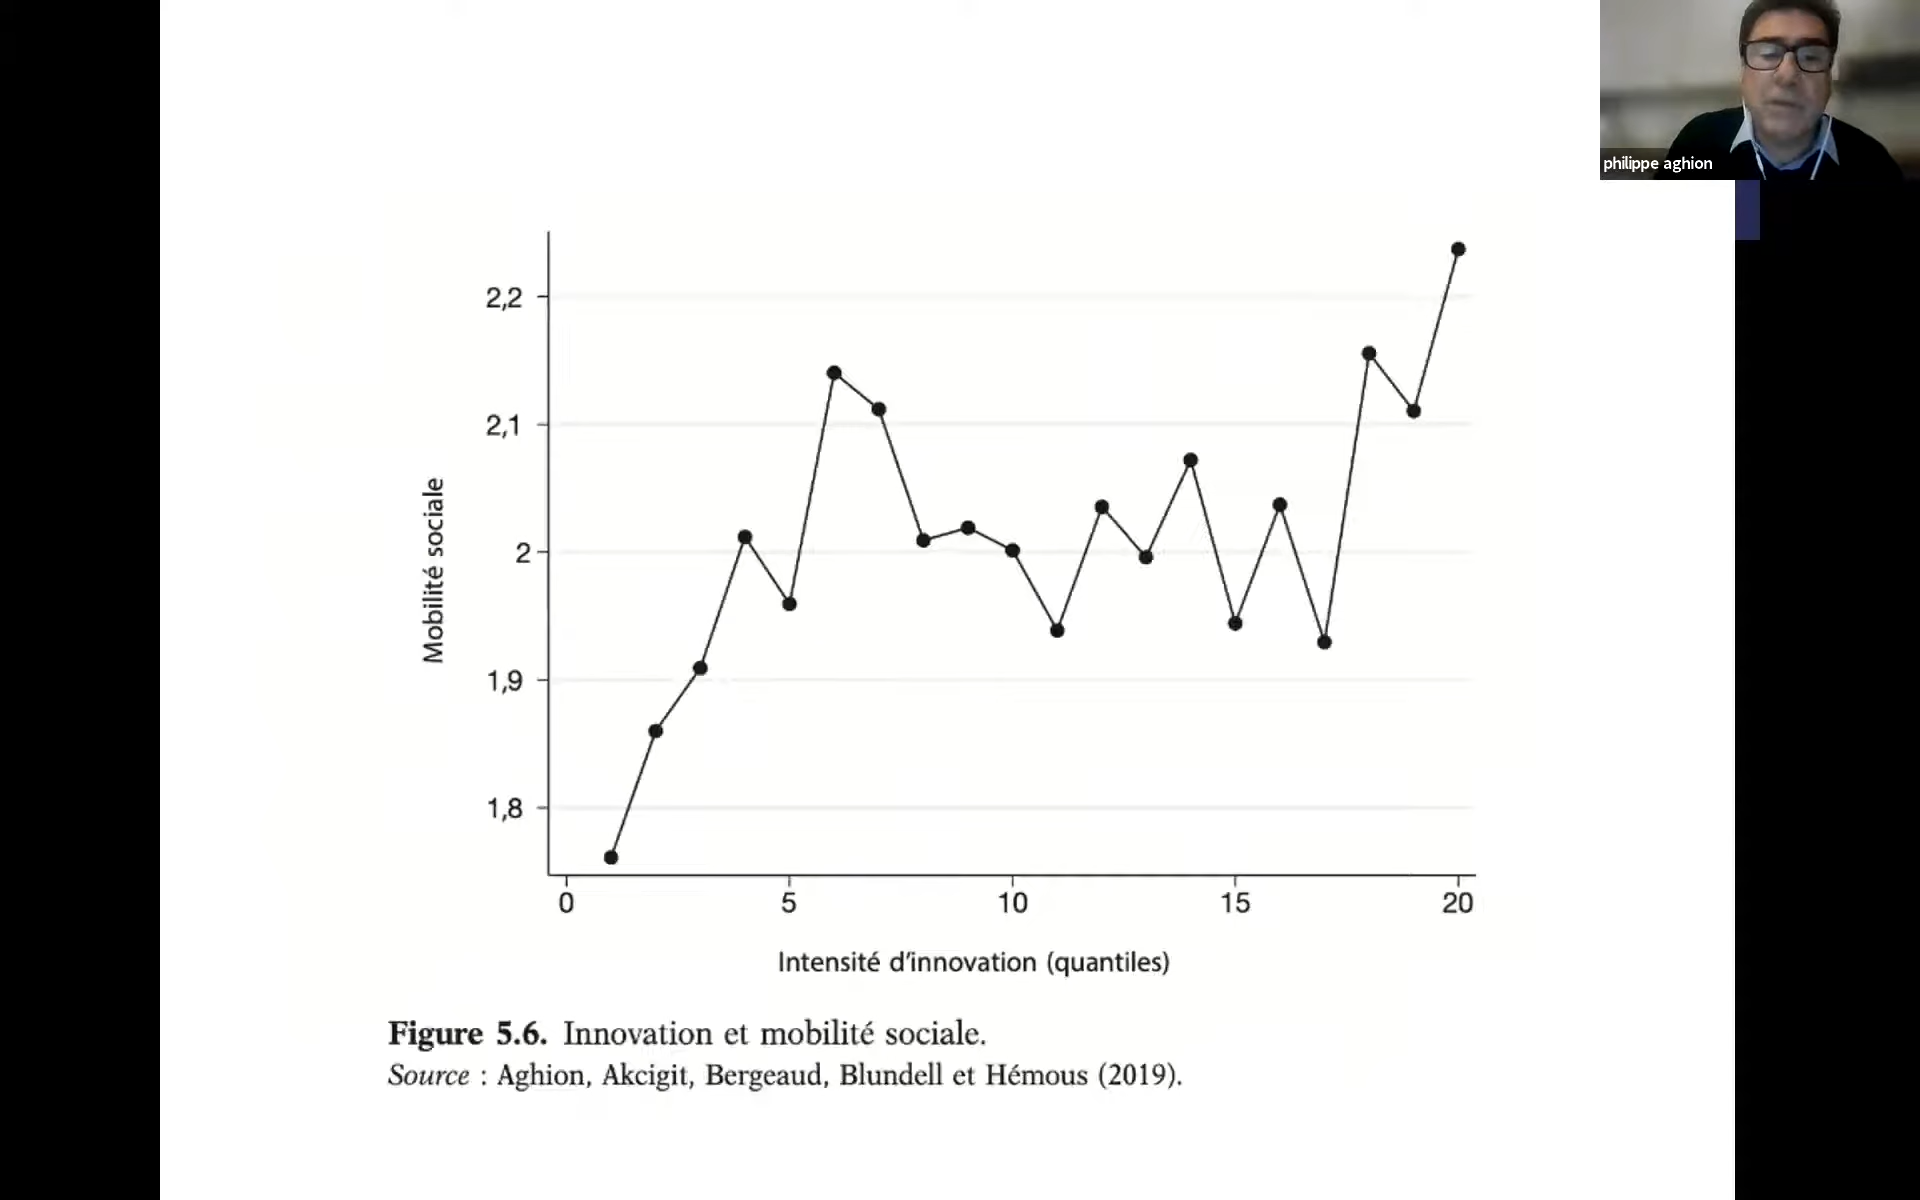 philippe aghion
2,2
2,1
2
1,9
1,8
Mobilité sociale
0 5 10 15 20
Intensité d'innovation (quantiles)
Figure 5.6. Innovation et mobilité sociale.
Source : Aghion, Akcigit, Bergeaud, Blundell et Hémous (2019).